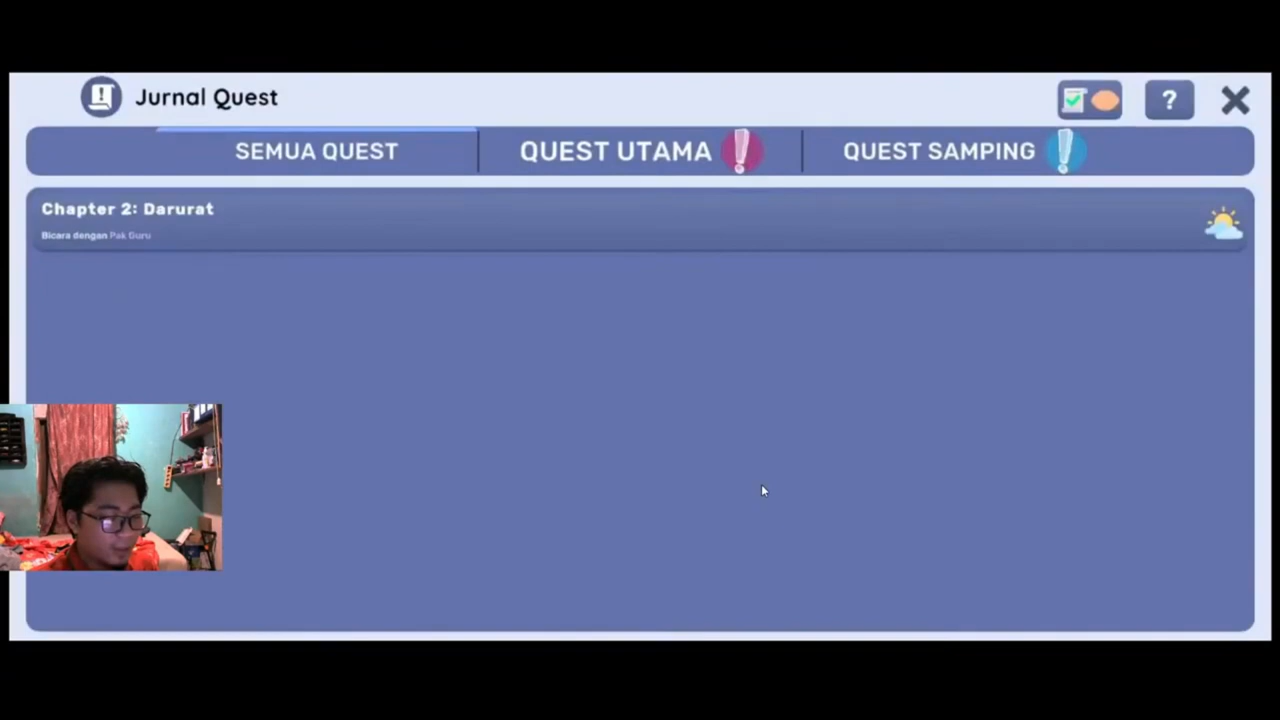 Jurnal Quest
?
SEMUA QUEST
QUEST UTAMA
QUEST SAMPING
Chapter 2: Darurat
Bicara dengan Pak Guru